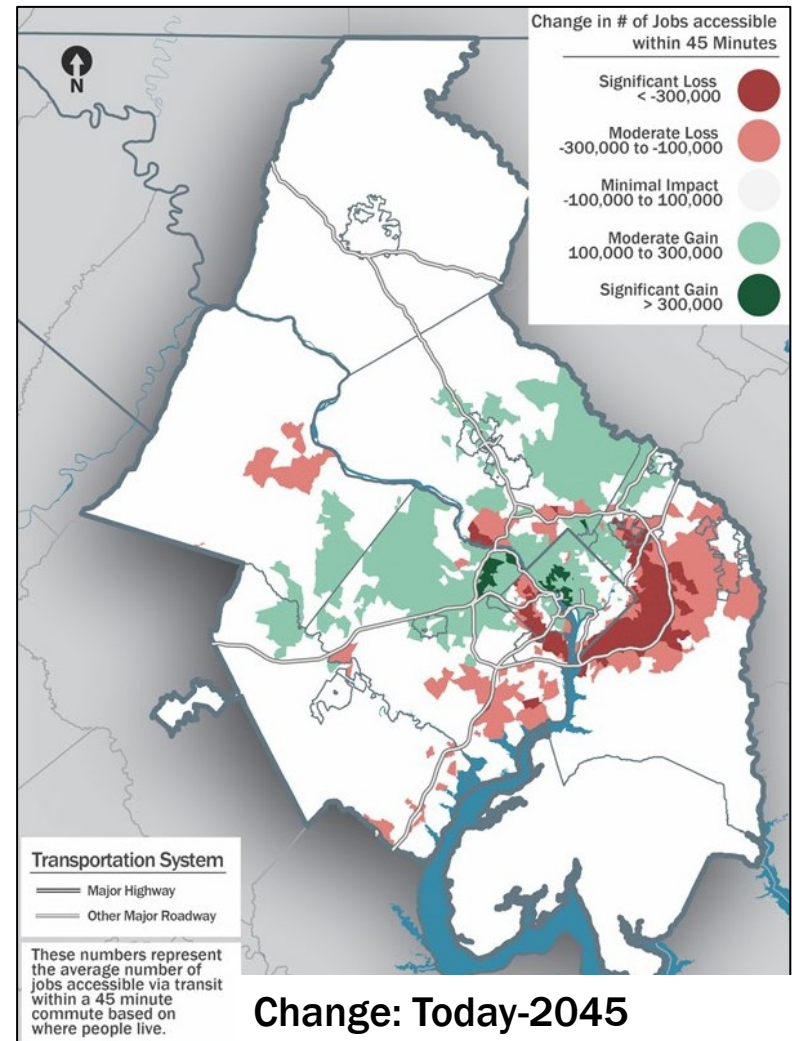 Change in # of Jobs accessible
within 45 Minutes
N
Significant Loss
< -300,000
Moderate Loss
-300,000 to -100,000
Minimal Impact
-100,000 to 100,000
Moderate Gain
100,000 to 300,000
Significant Gain
> 300,000
Transportation System
Major Highway
Other Major Roadway
These numbers represent
the average number of
jobs accessible via transit
within a 45 minute
commute based on
where people live.
Change: Today-2045